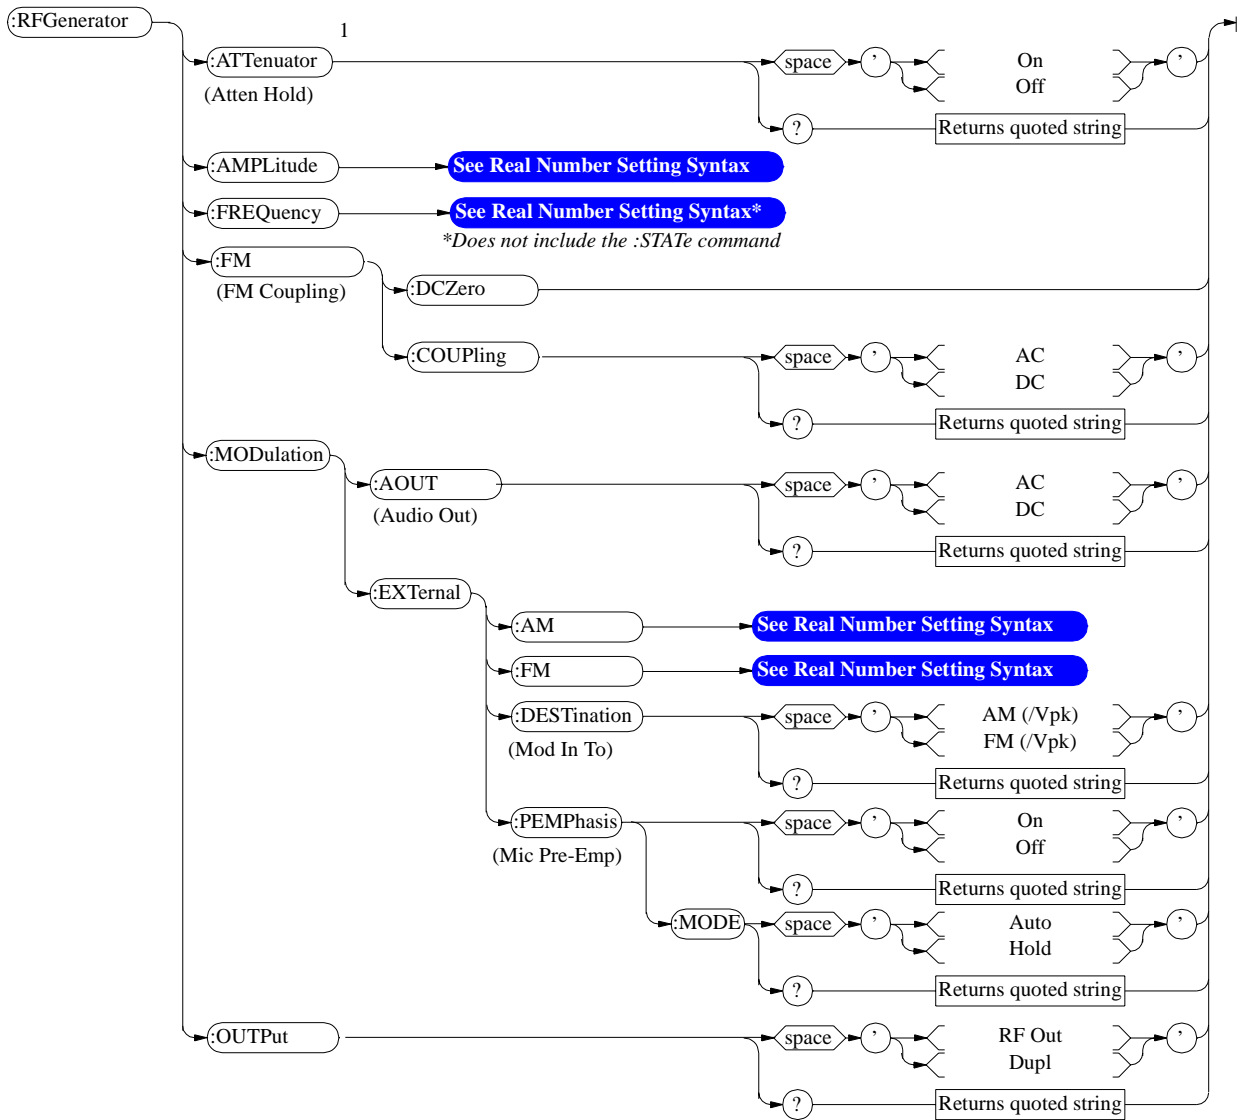 :RFGenerator
1
:ATTenuator space ' On '
(Atten Hold) Off
? Returns quoted string
:AMPLitude See Real Number Setting Syntax
:FREQuency See Real Number Setting Syntax*
*Does not include the :STATe command
:FM
(FM Coupling) :DCZero
:COUPling space ' AC '
DC
? Returns quoted string
:MODulation
:AOUT space ' AC '
(Audio Out) DC
? Returns quoted string
:EXTernal
:AM See Real Number Setting Syntax
:FM See Real Number Setting Syntax
:DESTination space ' AM (/Vpk) '
(Mod In To) FM (/Vpk)
? Returns quoted string
:PEMPhasis space ' On '
(Mic Pre-Emp) Off
? Returns quoted string
:MODE space ' Auto '
Hold
? Returns quoted string
:OUTPut space ' RF Out '
Dupl
? Returns quoted string